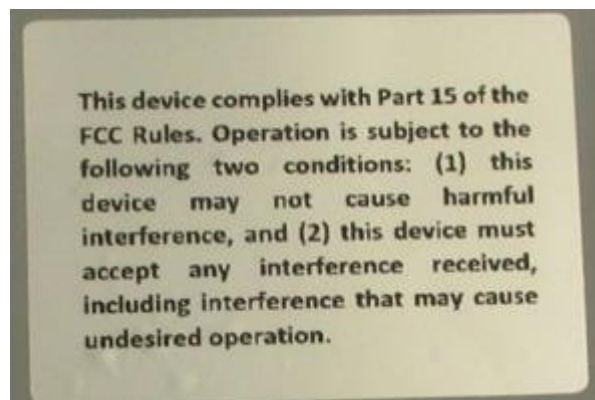 This device complies with Part 15 of the
FCC Rules. Operation is subject to the
following two conditions: (1) this
device may not cause harmful
interference, and (2) this device must
accept any interference received,
including interference that may cause
undesired operation.